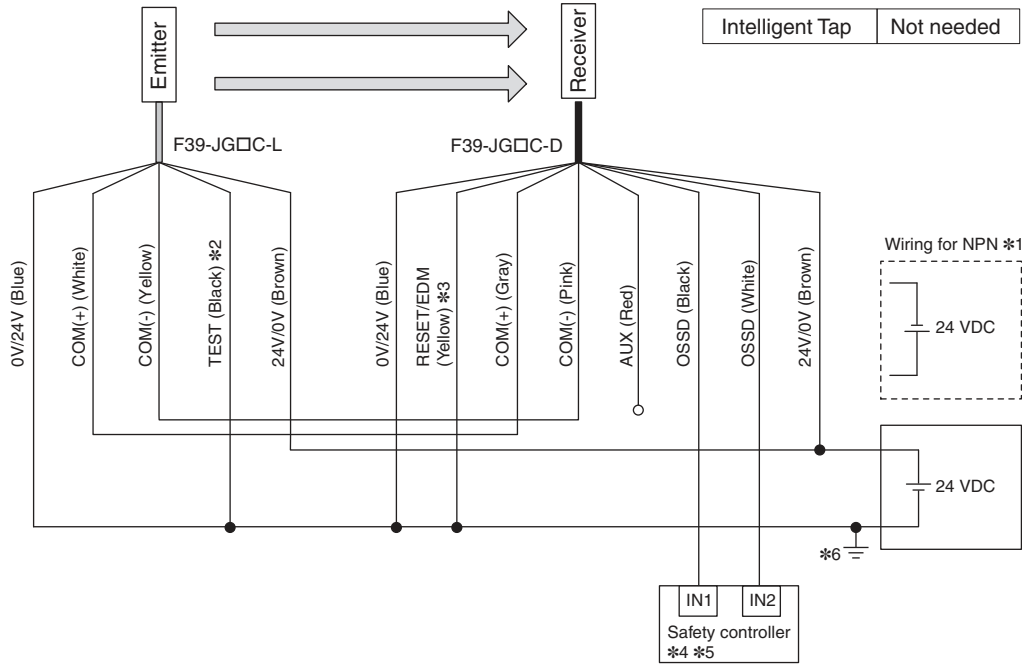 Emitter
Receiver
Intelligent Tap Not needed
F39-JG□C-L
F39-JG□C-D
0V/24V (Blue)
COM(+) (White)
COM(-) (Yellow)
TEST (Black) ✱2
24V/0V (Brown)
0V/24V (Blue)
RESET/EDM
(Yellow) ✱3
COM(+) (Gray)
COM(-) (Pink)
AUX (Red)
OSSD (Black)
OSSD (White)
24V/0V (Brown)
Wiring for NPN ✱1
24 VDC
24 VDC
✱6
IN1 IN2
Safety controller
✱4 ✱5